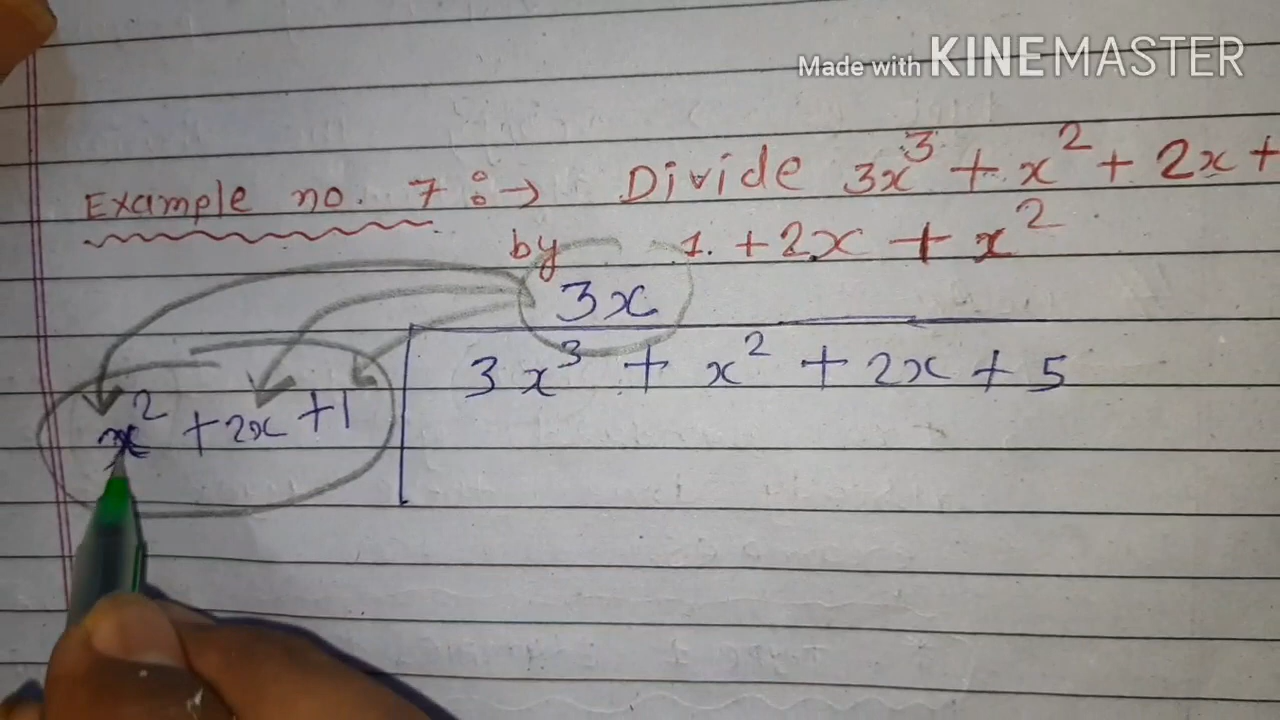 Made with KINEMASTER
Example no. 7 :→ Divide 3x³ + x² + 2x +
by 1. + 2x + x²
3x
3x³ + x² + 2x + 5
x² + 2x + 1